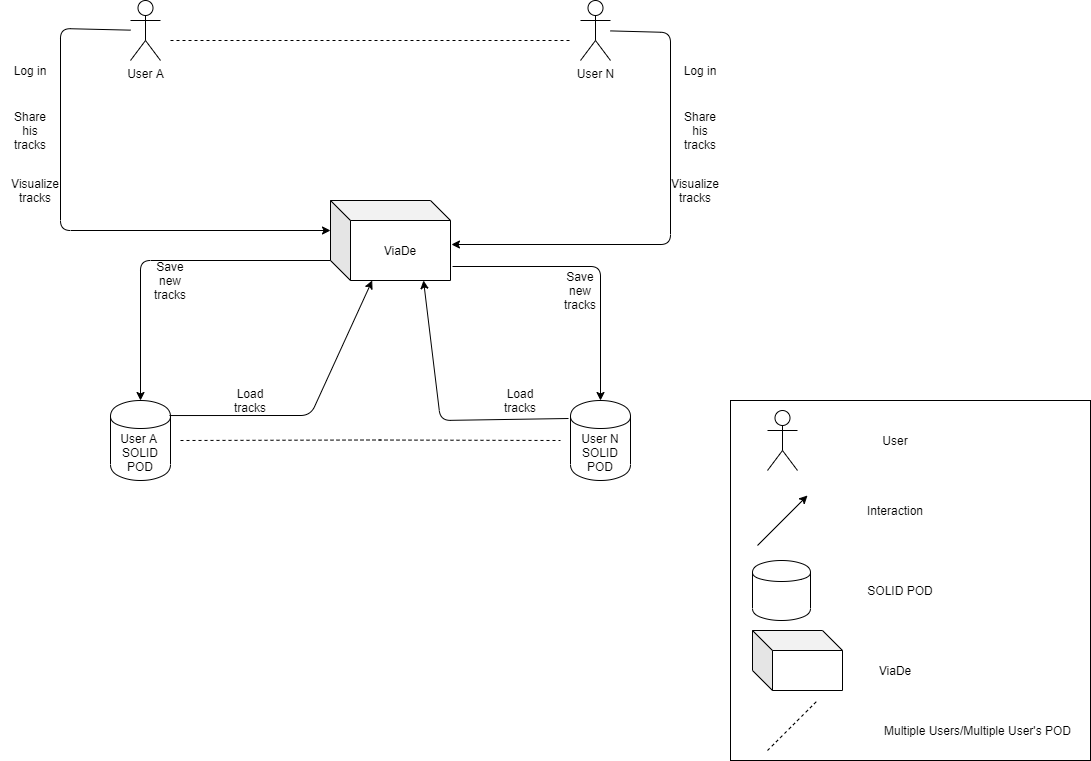 User A
User N
Log in
Share
his
tracks
Visualize
tracks
Log in
Share
his
tracks
Visualize
tracks
ViaDe
Save
new
tracks
Save
new
tracks
Load
tracks
Load
tracks
User A
SOLID
POD
User N
SOLID
POD
User
Interaction
SOLID POD
ViaDe
Multiple Users/Multiple User's POD